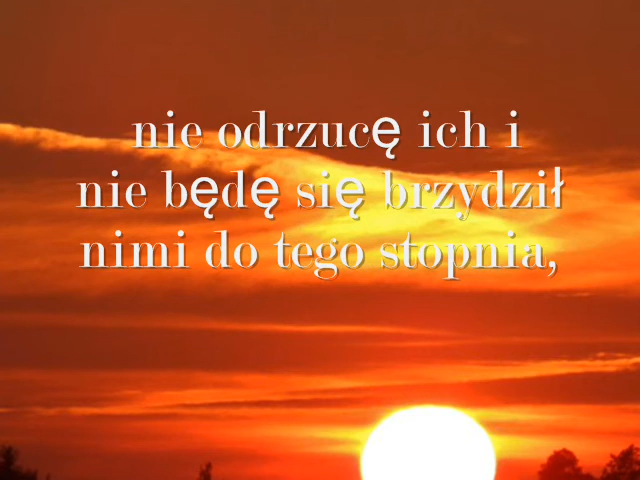 nie odrzucę ich i
nie będę się brzydził
nimi do tego stopnia,